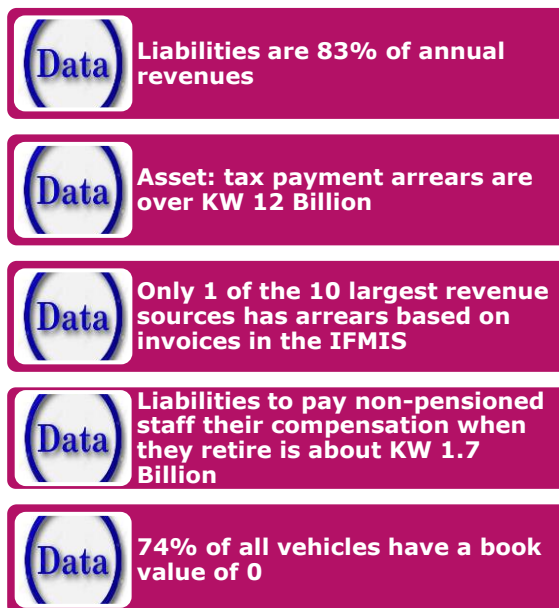 Data
Liabilities are 83% of annual
revenues
Data
Asset: tax payment arrears are
over KW 12 Billion
Data
Only 1 of the 10 largest revenue
sources has arrears based on
invoices in the IFMIS
Data
Liabilities to pay non-pensioned
staff their compensation when
they retire is about KW 1.7
Billion
Data
74% of all vehicles have a book
value of 0